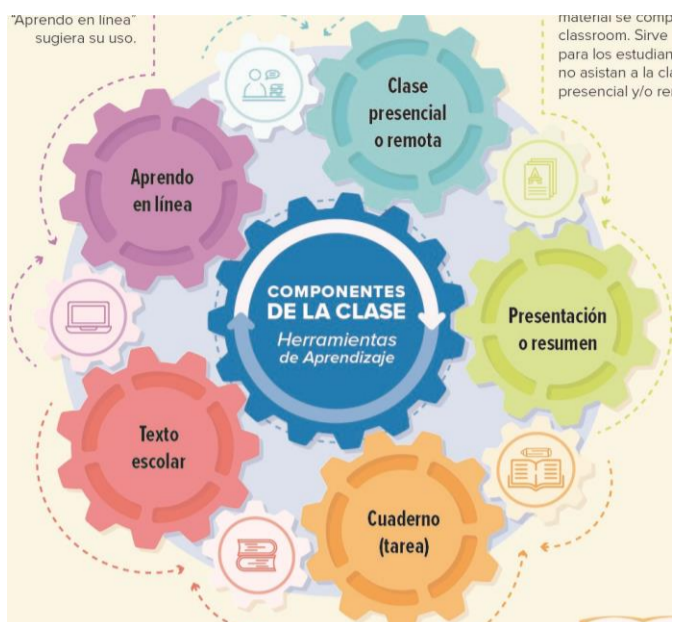 "Aprendo en línea"
sugiera su uso.
material se comp
classroom. Sirve
para los estudian
no asistan a la cla
presencial y/o re
Clase
presencial
o remota
Aprendo
en línea
COMPONENTES
DE LA CLASE
Herramientas
de Aprendizaje
Presentación
o resumen
Texto
escolar
Cuaderno
(tarea)